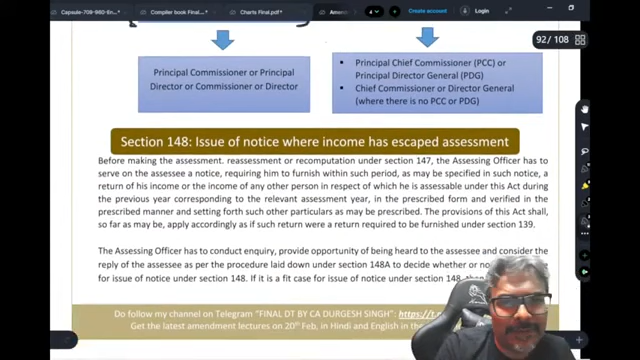 Capsule-709-960_Ent...
Compiler book Final...
Charts Final.pdf*
Amen
4
Create account
Login
92 / 108
Principal Commissioner or Principal
Director or Commissioner or Director
▪ Principal Chief Commissioner (PCC) or
Principal Director General (PDG)
▪ Chief Commissioner or Director General
(where there is no PCC or PDG)
Section 148: Issue of notice where income has escaped assessment
Before making the assessment. reassessment or recomputation under section 147, the Assessing Officer has to
serve on the assessee a notice, requiring him to furnish within such period, as may be specified in such notice, a
a return of his income or the income of any other person in respect of which he is assessable under this Act during
the previous year corresponding to the relevant assessment year, in the prescribed form and verified in the
prescribed manner and setting forth such other particulars as may be prescribed. The provisions of this Act shall,
so far as may be, apply accordingly as if such return were a return required to be furnished under section 139.
The Assessing Officer has to conduct enquiry, provide opportunity of being heard to the assessee and consider the
reply of the assessee as per the procedure laid down under section 148A to decide whether or no
for issue of notice under section 148. If it is a fit case for issue of notice under section 148,
Do follow my channel on Telegram "FINAL DT BY CA DURGESH SINGH": https://t.
Get the latest amendment lectures on 20th Feb, in Hindi and English in the